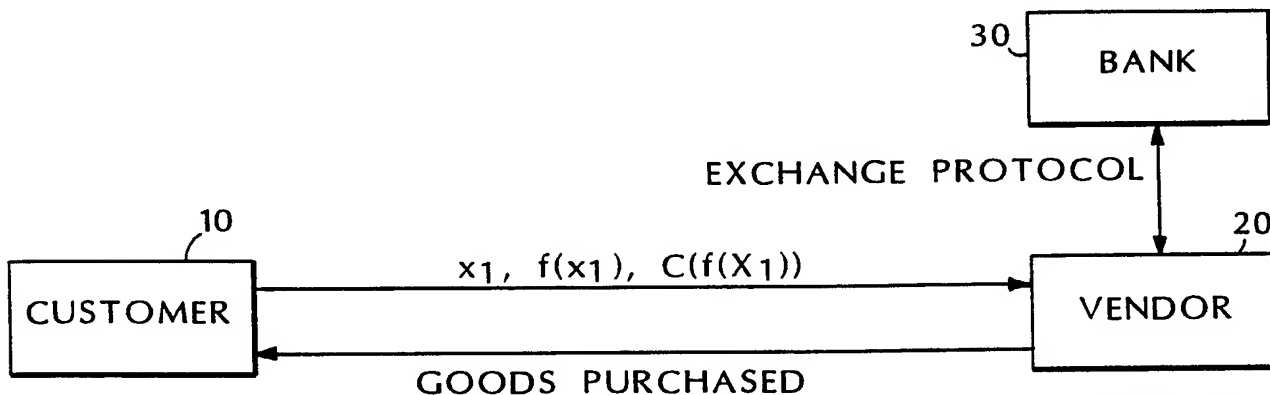 30
BANK
EXCHANGE PROTOCOL
10
20
x1, f(x1), C(f(X1))
CUSTOMER
VENDOR
GOODS PURCHASED